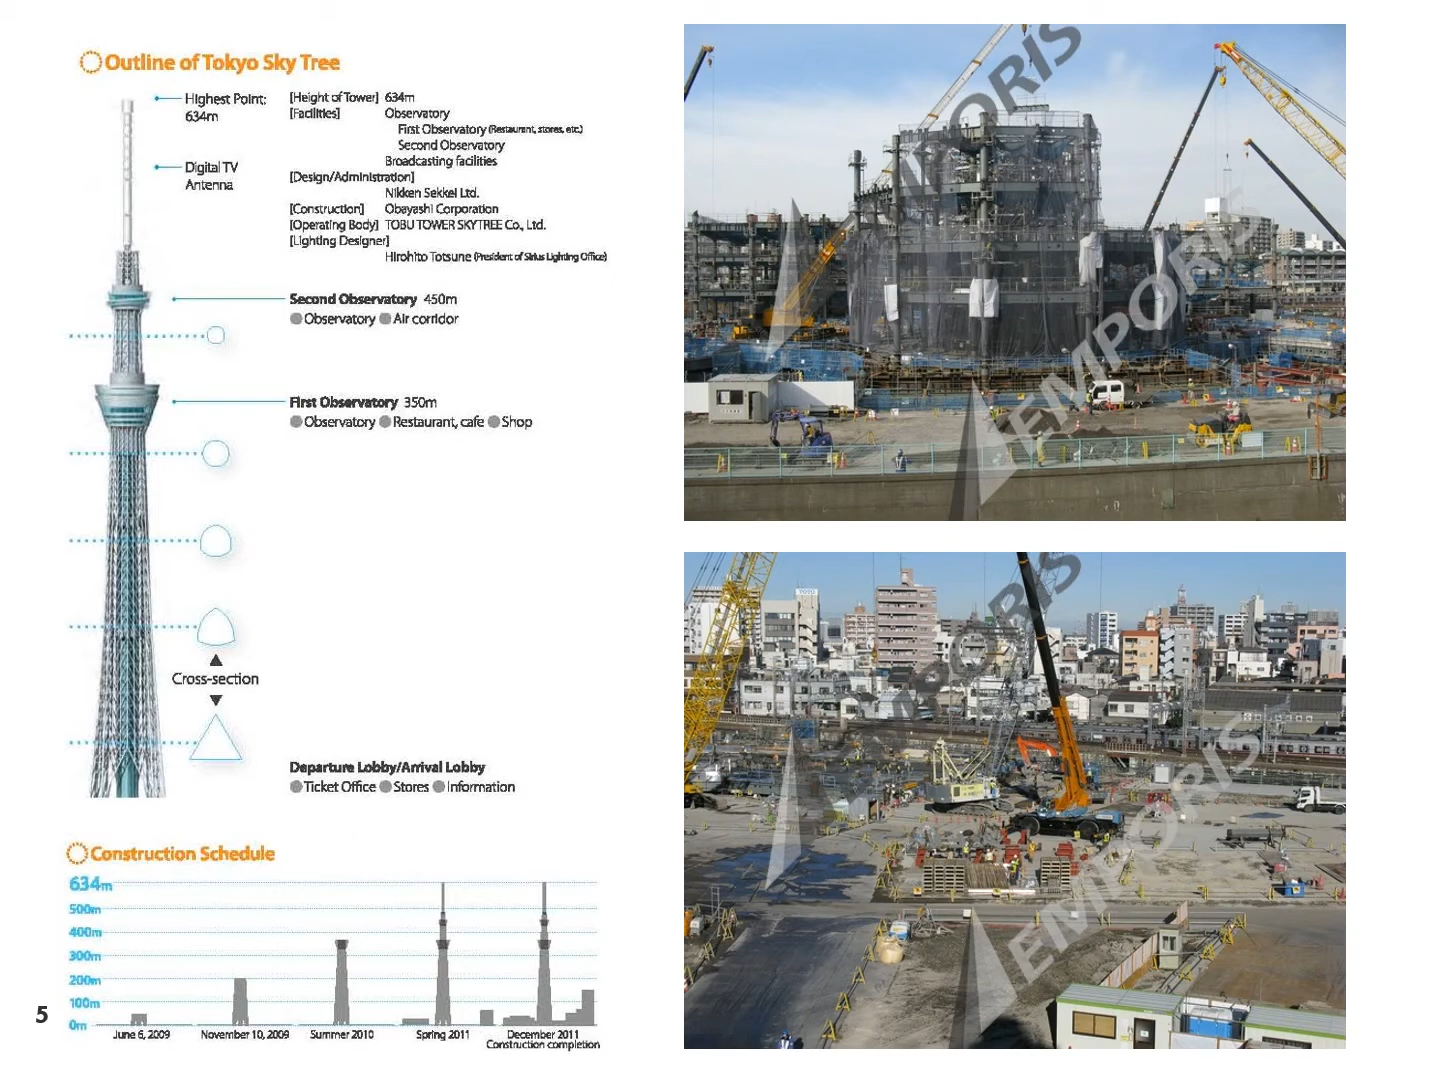 Outline of Tokyo Sky Tree
Highest Point:
634m
Digital TV
Antenna
[Height of Tower] 634m
[Facilities] Observatory
First Observatory (Restaurant, stores, etc.)
Second Observatory
Broadcasting facilities
[Design/Administration]
Nikken Sekkei Ltd.
[Construction] Obayashi Corporation
[Operating Body] TOBU TOWER SKYTREE Co., Ltd.
[Lighting Designer]
Hirohito Totsune (President of Sirius Lighting Office)
Second Observatory 450m
Observatory Air corridor
First Observatory 350m
Observatory Restaurant, cafe Shop
Cross-section
Departure Lobby/Arrival Lobby
Ticket Office Stores Information
Construction Schedule
634m
500m
400m
300m
200m
100m
0m
June 6, 2009 November 10, 2009 Summer 2010 Spring 2011 December 2011
Construction completion
5
EMPORIS
EMPORIS
EMPORIS
EMPORIS